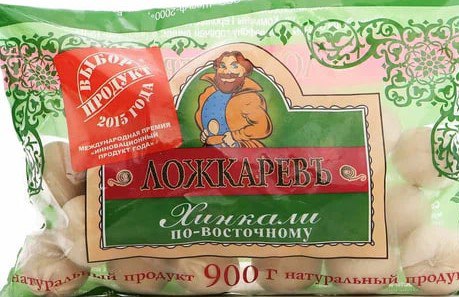 ВЫБОР
ПРОДУКТ
2015 ГОДА
МЕЖДУНАРОДНАЯ ПРЕМИЯ
«ИННОВАЦИОННЫЙ
ПРОДУКТ ГОДА»
ЛОЖКАРЕВЪ
Хинкали
ПО-ВОСТОЧНОМУ
натуральный продукт 900 г натуральный продукт